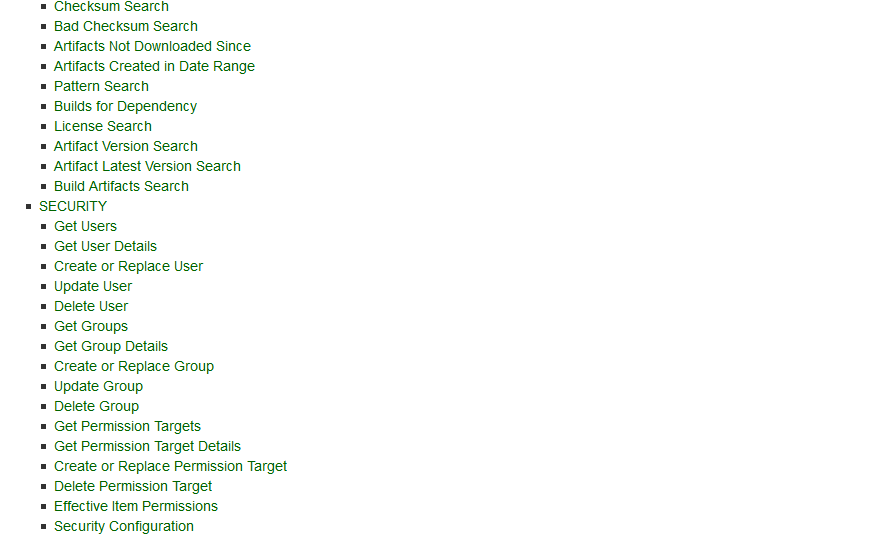 Checksum Search
Bad Checksum Search
Artifacts Not Downloaded Since
Artifacts Created in Date Range
Pattern Search
Builds for Dependency
License Search
Artifact Version Search
Artifact Latest Version Search
Build Artifacts Search
SECURITY
Get Users
Get User Details
Create or Replace User
Update User
Delete User
Get Groups
Get Group Details
Create or Replace Group
Update Group
Delete Group
Get Permission Targets
Get Permission Target Details
Create or Replace Permission Target
Delete Permission Target
Effective Item Permissions
Security Configuration